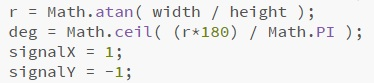 r = Math.atan( width / height );
deg = Math.ceil( (r*180) / Math.PI );
signalX = 1;
signalY = -1;